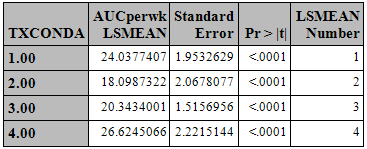 TXCONDA AUCperwk LSMEAN Standard Error Pr > |t| LSMEAN Number
1.00 24.0377407 1.9532629 <.0001 1
2.00 18.0987322 2.0678077 <.0001 2
3.00 20.3434001 1.5156956 <.0001 3
4.00 26.6245066 2.2215144 <.0001 4